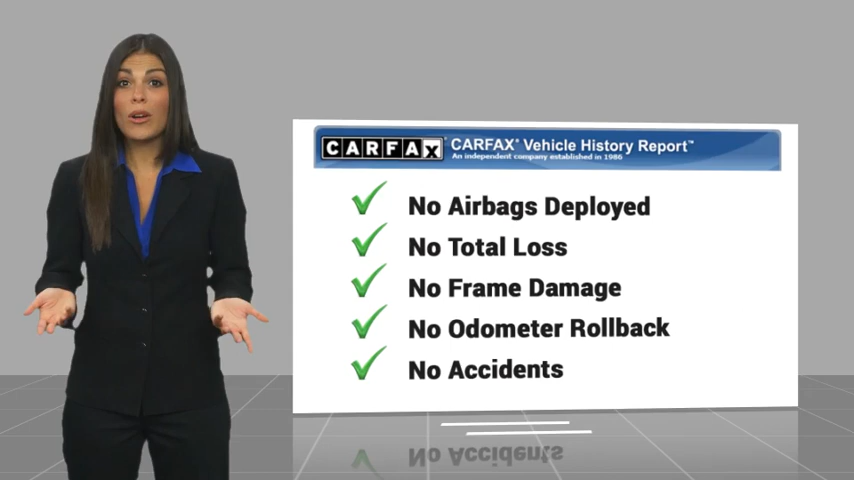 CARFAX CARFAX® Vehicle History Report™
An independent company established in 1986
No Airbags Deployed
No Total Loss
No Frame Damage
No Odometer Rollback
No Accidents
No Accidents